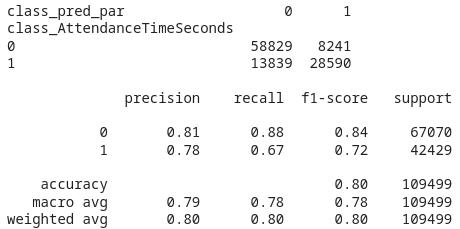 class_pred_par 0 1
class_AttendanceTimeSeconds
0 58829 8241
1 13839 28590
precision recall f1-score support
0 0.81 0.88 0.84 67070
1 0.78 0.67 0.72 42429
accuracy 0.80 109499
macro avg 0.79 0.78 0.78 109499
weighted avg 0.80 0.80 0.80 109499